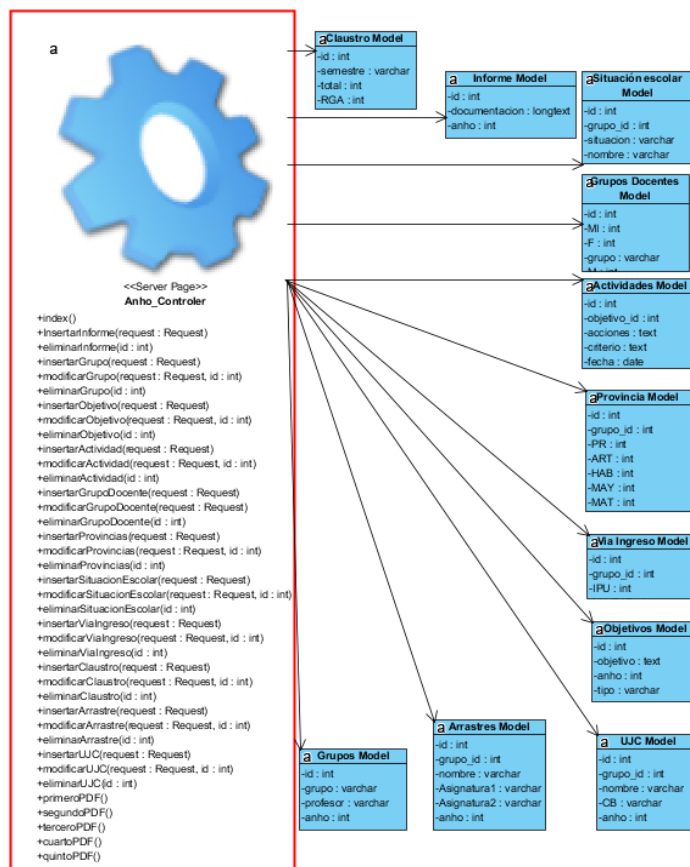 a
<<Server Page>>
Anho_Controler
+index()
+InsertarInforme(request : Request)
+eliminarInforme(id : int)
+insertarGrupo(request : Request)
+modificarGrupo(request : Request, id : int)
+eliminarGrupo(id : int)
+insertarObjetivo(request : Request)
+modificarObjetivo(request : Request, id : int)
+eliminarObjetivo(id : int)
+insertarActividad(request : Request)
+modificarActividad(request : Request, id : int)
+eliminarActividad(id : int)
+insertarGrupoDocente(request : Request)
+modificarGrupoDocente(request : Request)
+eliminarGrupoDocente(id : int)
+insertarProvincias(request : Request)
+modificarProvincias(request : Request, id : int)
+eliminarProvincias(id : int)
+insertarSituacionEscolar(request : Request)
+modificarSituacionEscolar(request : Request, id : int)
+eliminarSituacionEscolar(id : int)
+insertarViaIngreso(request : Request)
+modificarViaIngreso(request : Request, id : int)
+eliminarViaIngreso(id : int)
+insertarClaustro(request : Request)
+modificarClaustro(request : Request, id : int)
+eliminarClaustro(id : int)
+insertarArrastre(request : Request)
+modificarArrastre(request : Request, id : int)
+eliminarArrastre(id : int)
+insertarUJC(request : Request)
+modificarUJC(request : Request, id : int)
+eliminarUJC(id : int)
+primeroPDF()
+segundoPDF()
+terceroPDF()
+cuartoPDF()
+quintoPDF()
a Claustro Model
-id : int
-semestre : varchar
-total : int
-RGA : int
a Informe Model
-id : int
-documentacion : longtext
-anho : int
a Situación escolar
Model
-id : int
-grupo_id : int
-situacion : varchar
-nombre : varchar
a Grupos Docentes
Model
-id : int
-MI : int
-F : int
-grupo : varchar
a Actividades Model
-id : int
-objetivo_id : int
-acciones : text
-criterio : text
-fecha : date
a Provincia Model
-id : int
-grupo_id : int
-PR : int
-ART : int
-HAB : int
-MAY : int
-MAT : int
a Via Ingreso Model
-id : int
-grupo_id : int
-IPU : int
a Objetivos Model
-id : int
-objetivo : text
-anho : int
-tipo : varchar
a UJC Model
-id : int
-grupo_id : int
-nombre : varchar
-CB : varchar
-anho : int
a Arrastres Model
-id : int
-grupo_id : int
-nombre : varchar
-Asignatura1 : varchar
-Asignatura2 : varchar
-anho : int
a Grupos Model
-id : int
-grupo : varchar
-profesor : varchar
-anho : int